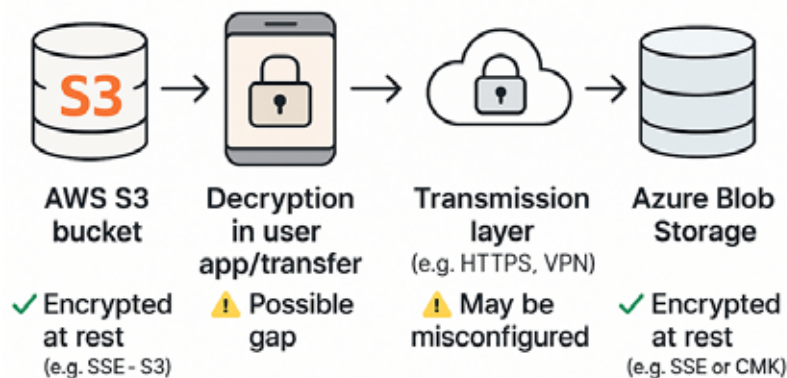 S3
AWS S3
bucket
✓ Encrypted
at rest
(e.g. SSE-S3)
Decryption
in user
app/transfer
⚠ Possible
gap
Transmission
layer
(e.g. HTTPS, VPN)
⚠ May be
misconfigured
Azure Blob
Storage
✓ Encrypted
at rest
(e.g. SSE or CMK)